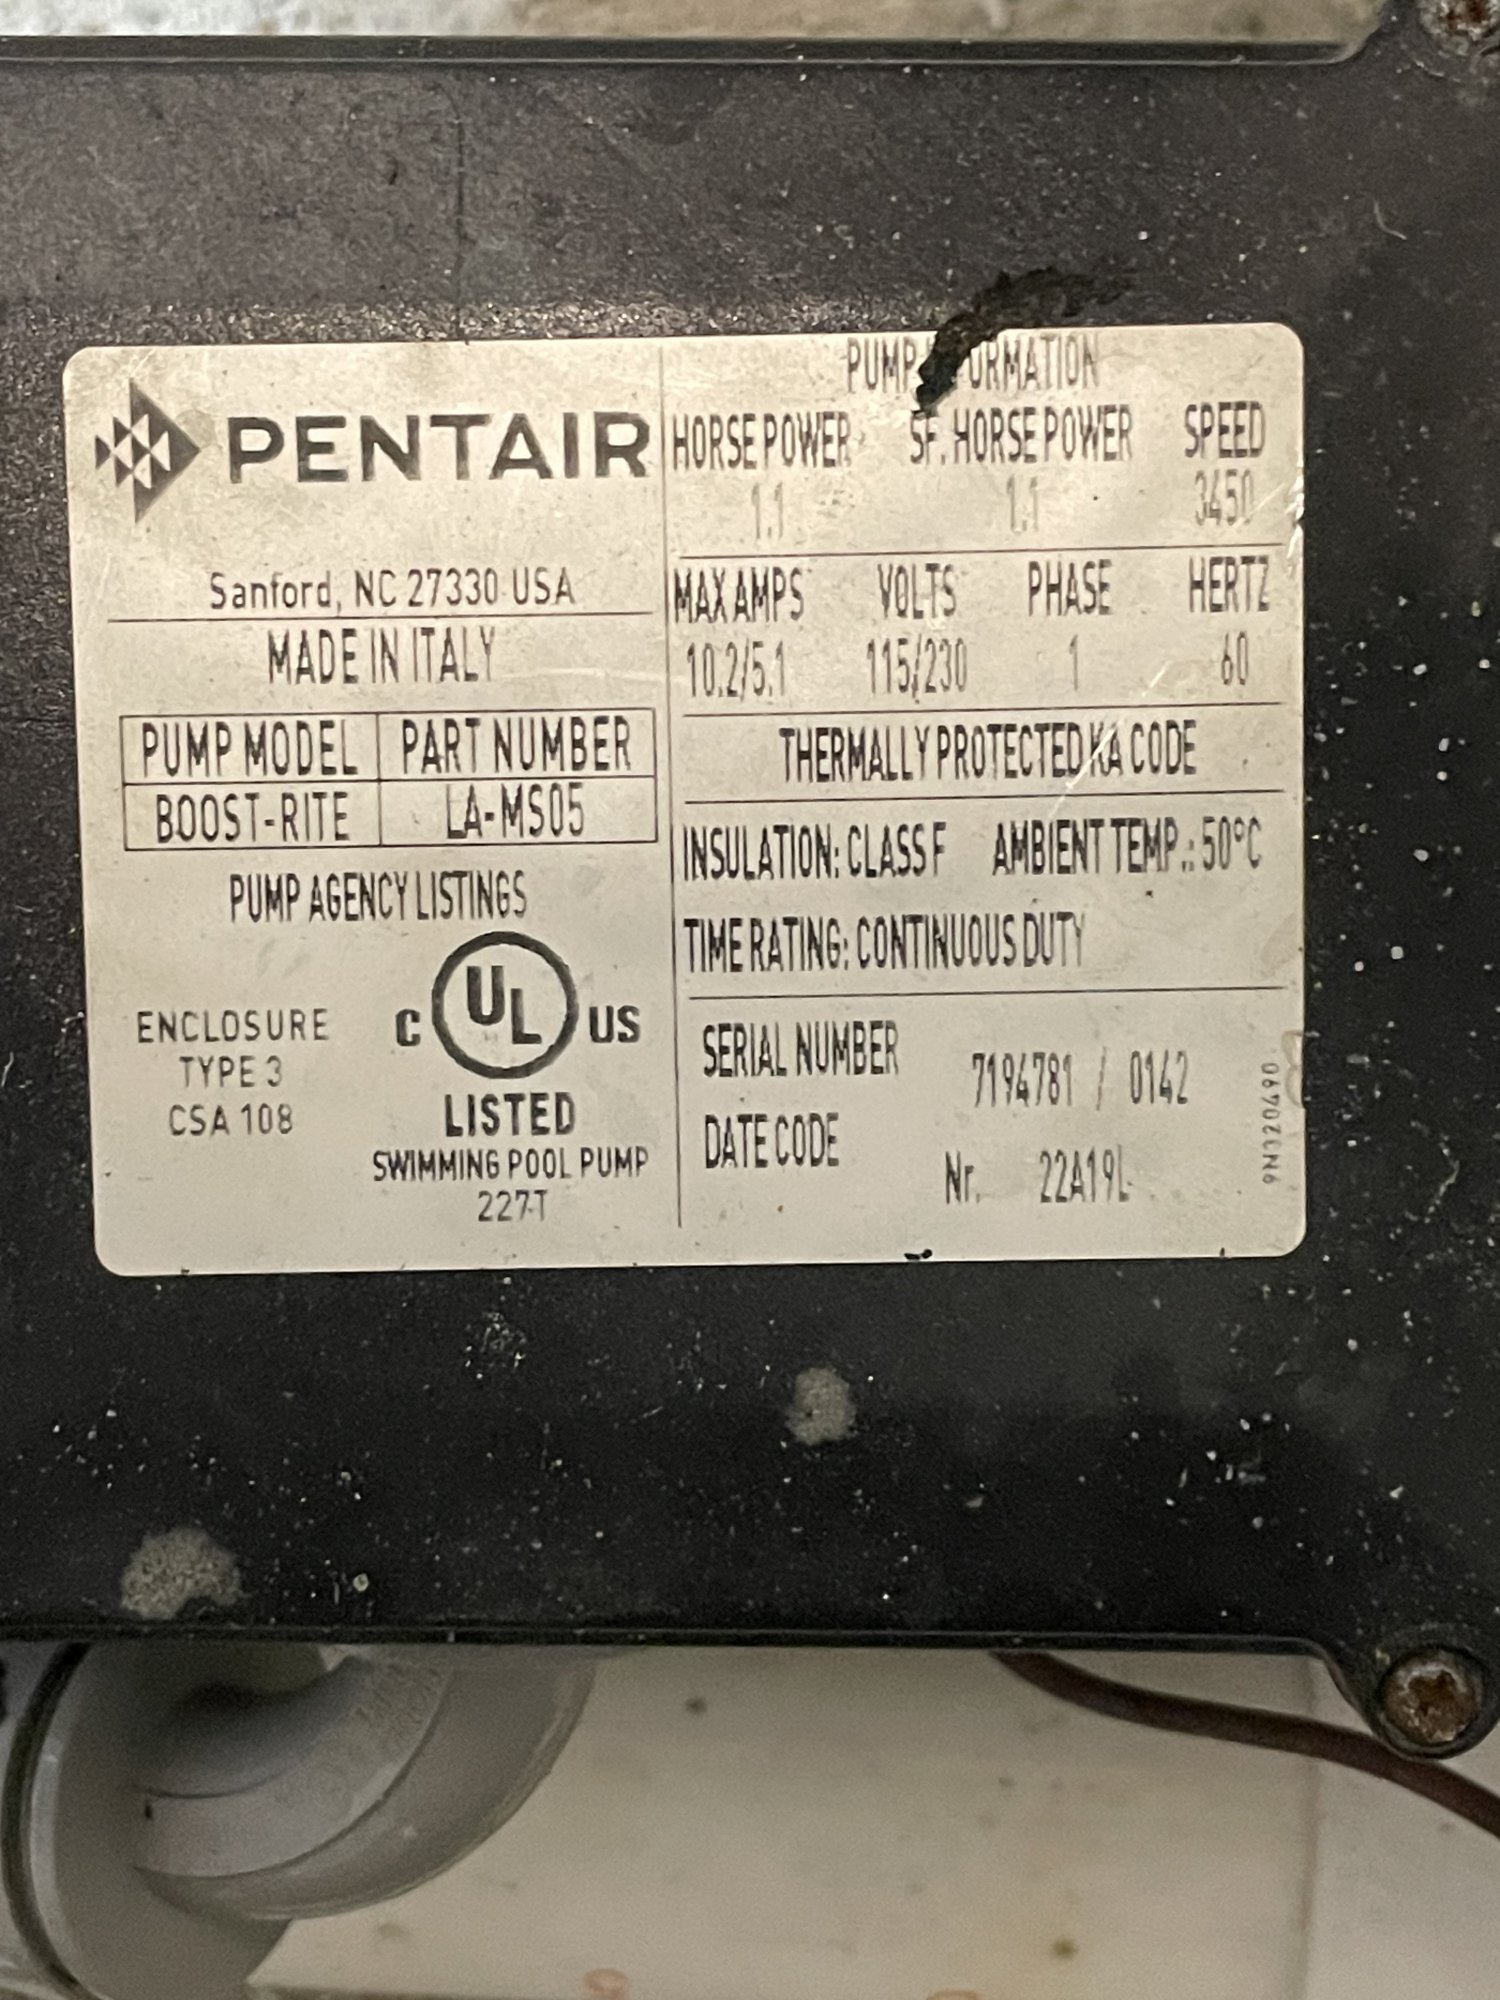 PENTAIR
Sanford, NC 27330 USA
MADE IN ITALY
PUMP MODEL PART NUMBER
BOOST-RITE LA-MS05
PUMP AGENCY LISTINGS
ENCLOSURE
TYPE 3
CSA 108
C UL US
LISTED
SWIMMING POOL PUMP
227-T
PUMP
HORSE POWER SF. HORSE POWER SPEED
1.1 1.1 3450
MAX AMPS VOLTS PHASE HERTZ
10.2/5.1 115/230 1 60
THERMALLY PROTECTED KA CODE
INSULATION: CLASS F AMBIENT TEMP.: 50°C
TIME RATING: CONTINUOUS DUTY
SERIAL NUMBER 7194781 / 0142
DATE CODE Nr. 22A19L
9N320490